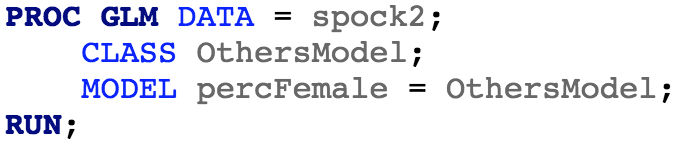 PROC GLM DATA = spock2;
CLASS OthersModel;
MODEL percFemale = OthersModel;
RUN;